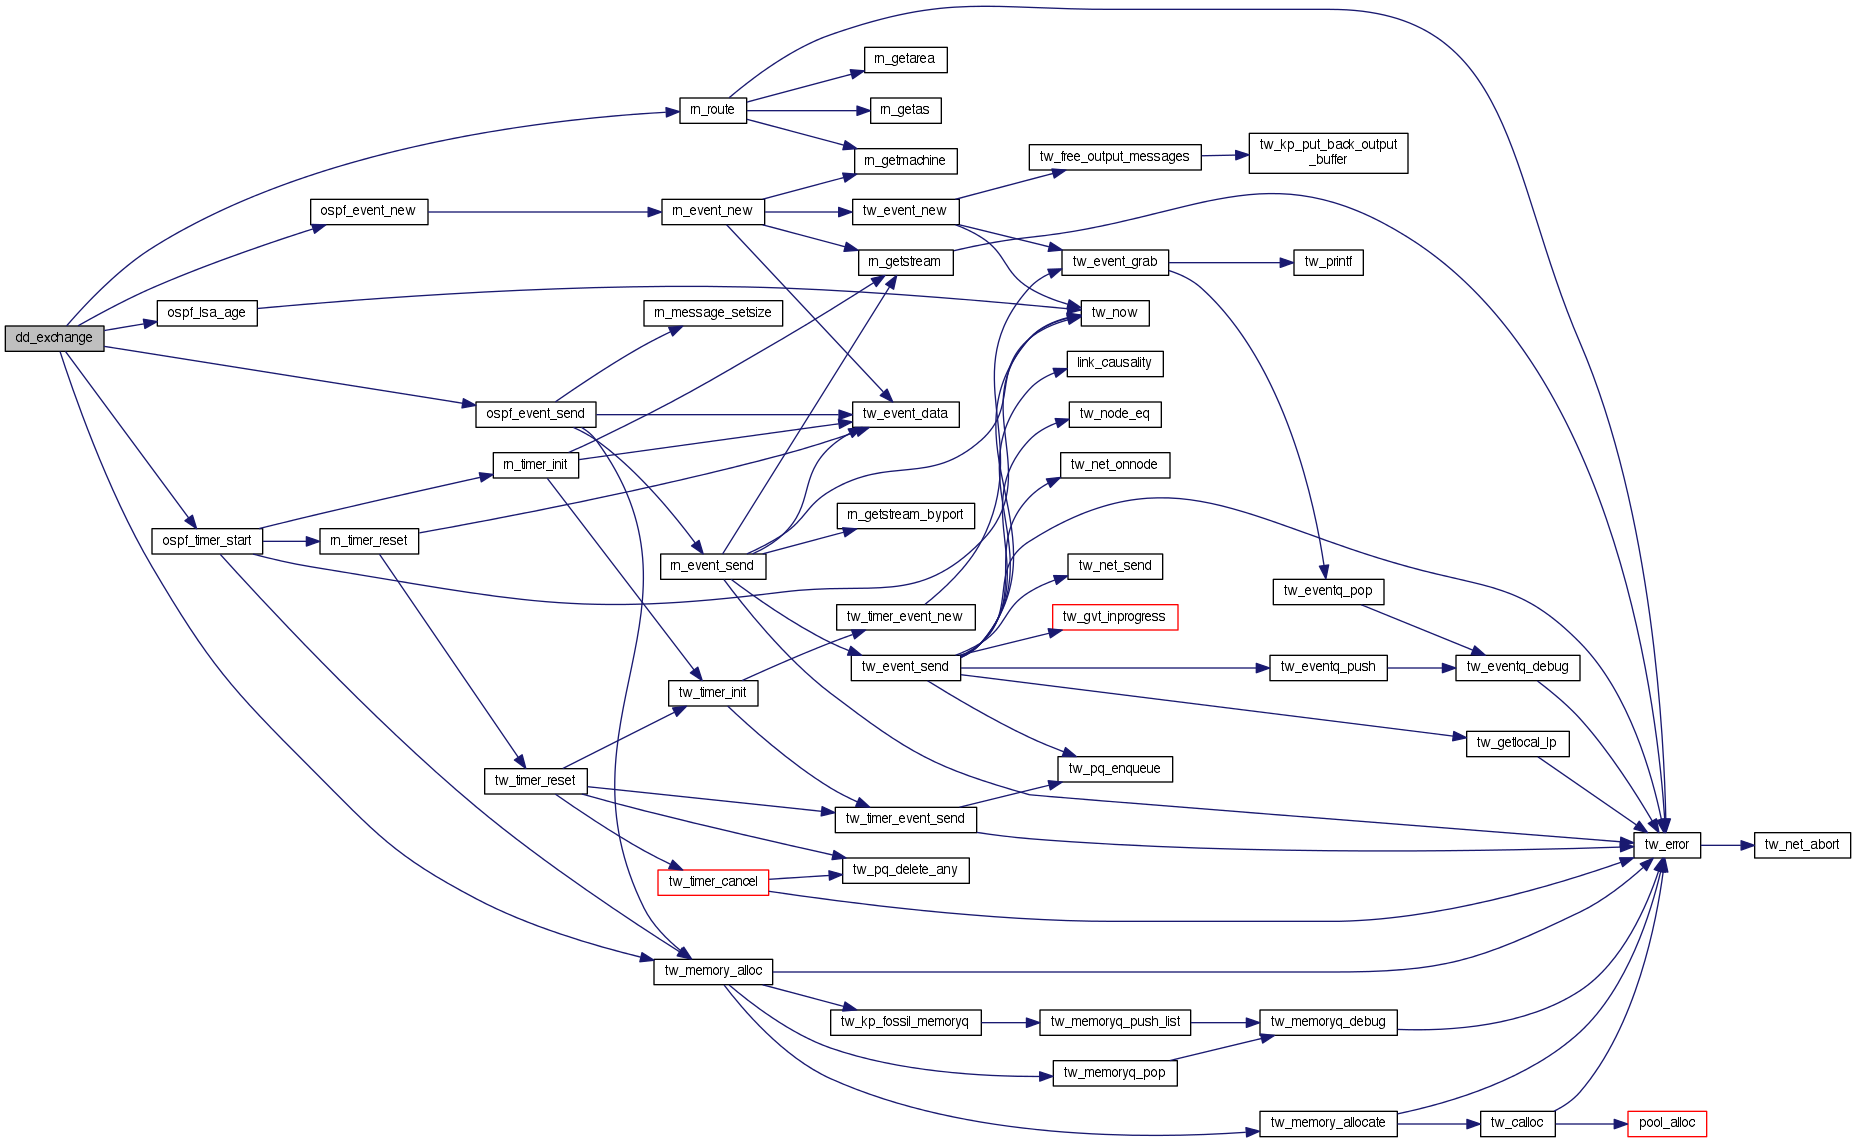 rn_getarea
rn_route
rn_getas
rn_getmachine
tw_free_output_messages
tw_kp_put_back_output
_buffer
ospf_event_new
rn_event_new
tw_event_new
rn_getstream
tw_event_grab
tw_printf
ospf_lsa_age
rn_message_setsize
tw_now
dd_exchange
link_causality
ospf_event_send
tw_event_data
tw_node_eq
rn_timer_init
tw_net_onnode
rn_getstream_byport
ospf_timer_start
rn_timer_reset
rn_event_send
tw_net_send
tw_eventq_pop
tw_timer_event_new
tw_gvt_inprogress
tw_event_send
tw_eventq_push
tw_eventq_debug
tw_timer_init
tw_getlocal_lp
tw_pq_enqueue
tw_timer_reset
tw_timer_event_send
tw_error
tw_net_abort
tw_pq_delete_any
tw_timer_cancel
tw_memory_alloc
tw_kp_fossil_memoryq
tw_memoryq_push_list
tw_memoryq_debug
tw_memoryq_pop
tw_memory_allocate
tw_calloc
pool_alloc